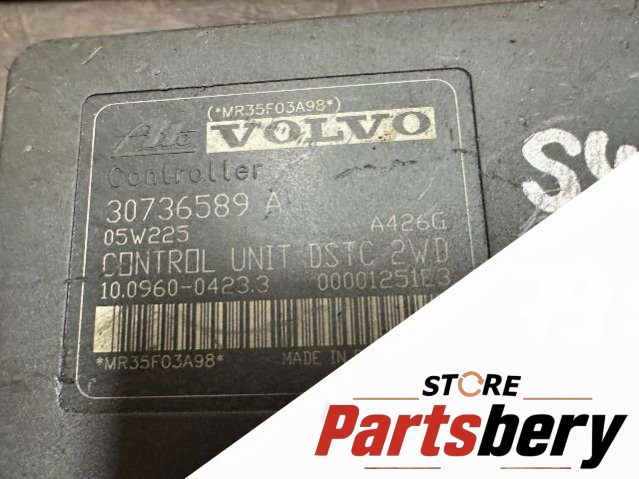 (*MR35F03A98*)
Ate VOLVO
Controller
30736589 A
05W225 A426G
CONTROL UNIT DSTC 2WD
10.0960-0423.3 00001251E3
*MR35F03A98* MADE IN
STORE
Partsbery